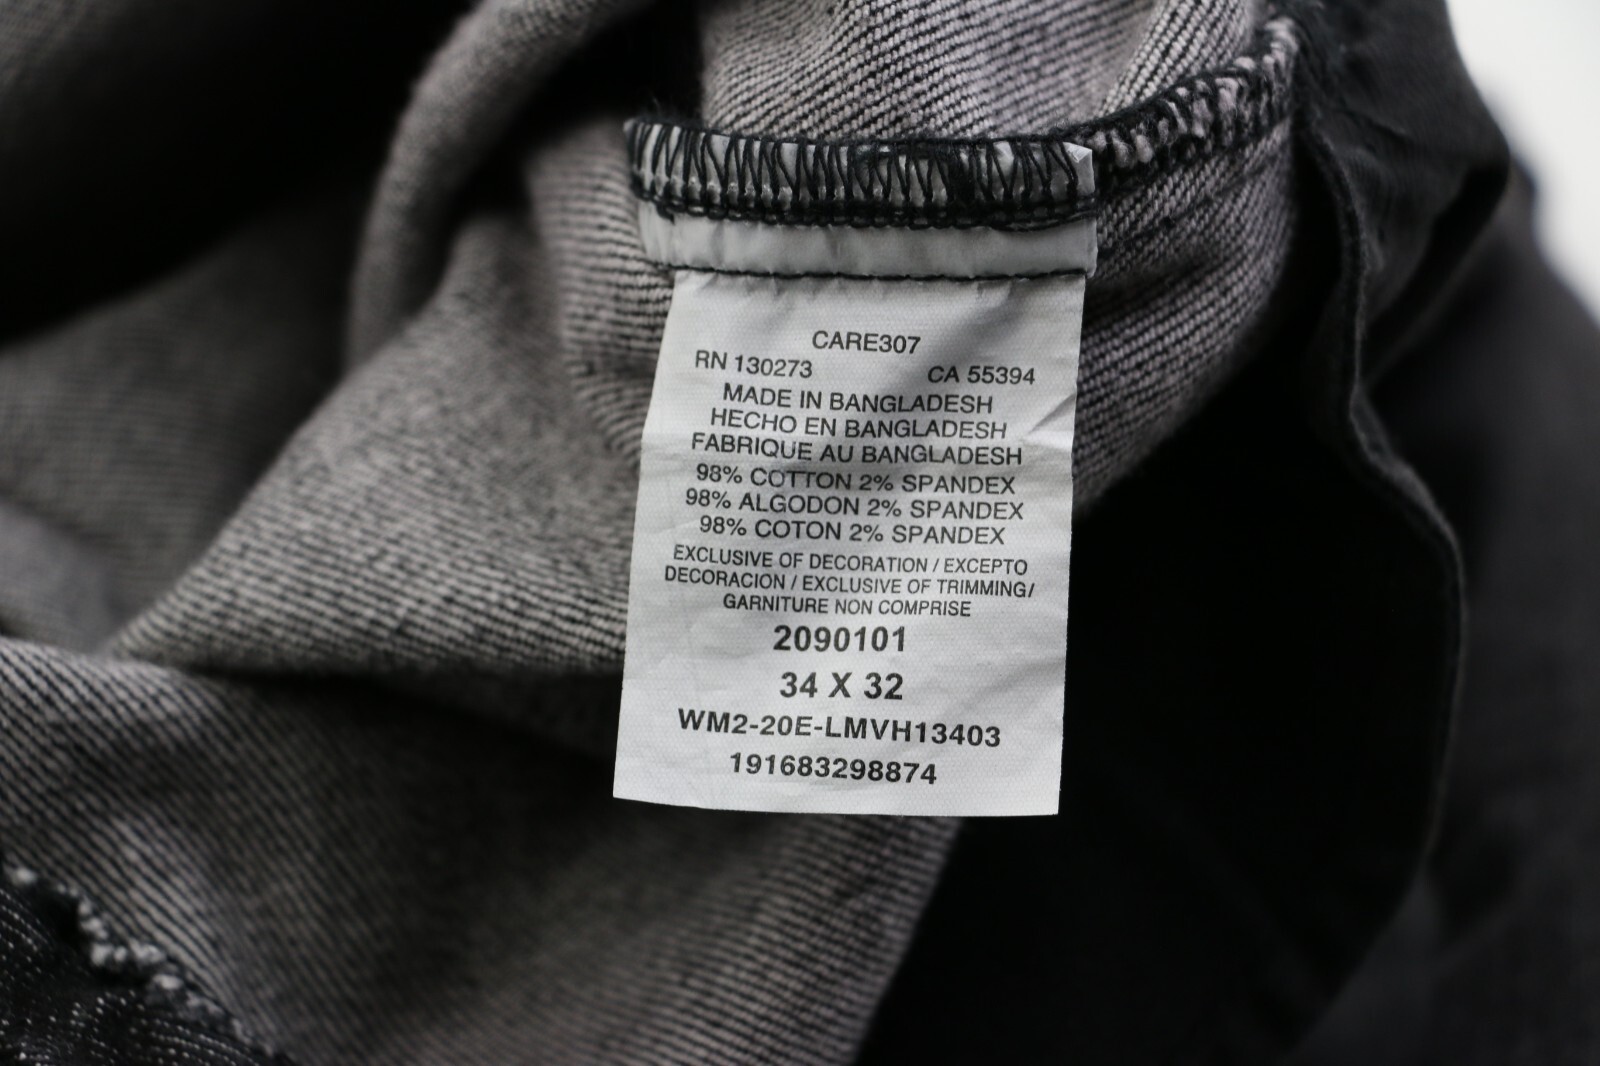 CARE307
RN 130273 CA 55394
MADE IN BANGLADESH
HECHO EN BANGLADESH
FABRIQUE AU BANGLADESH
98% COTTON 2% SPANDEX
98% ALGODON 2% SPANDEX
98% COTON 2% SPANDEX
EXCLUSIVE OF DECORATION / EXCEPTO
DECORACION / EXCLUSIVE OF TRIMMING/
GARNITURE NON COMPRISE
2090101
34 X 32
WM2-20E-LMVH13403
191683298874